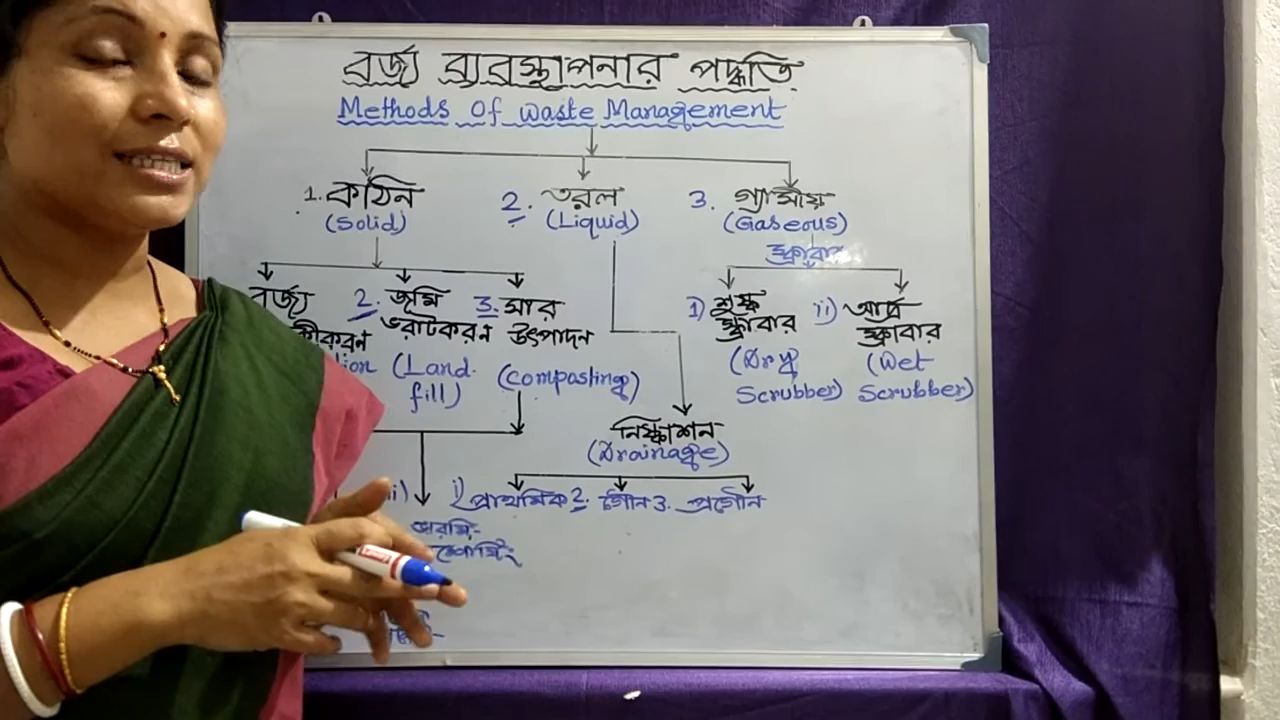 বর্জ্য ব্যবস্থাপনার পদ্ধতি
Methods Of Waste Management
1. কঠিন 2. তরল 3. গ্যাসীয়
(Solid) (Liquid) (Gaseous)
স্ক্রাবার
বর্জ্য 2. জমি 3. সার 1) শুষ্ক ii) আর্দ্র
ভরাটকরন উৎপাদন স্ক্রাবার স্ক্রাবার
(Land- (Composting) (Dry (Wet
fill) Scrubber) Scrubber)
নিষ্কাশন
(Drainage)
i) প্রাথমিক 2. গৌন 3. প্রগৌন